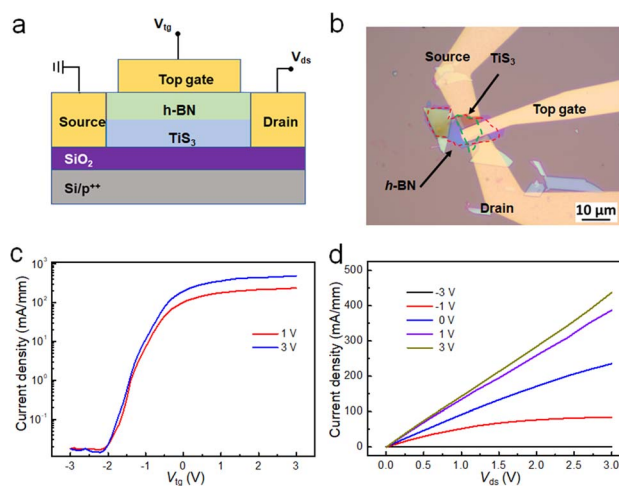 a
V_tg
V_ds
Top gate
h-BN
Source
TiS₃
Drain
SiO₂
Si/p⁺⁺
b
Source
TiS₃
Top gate
h-BN
Drain
10 μm
c
Current density (mA/mm)
10³
10²
10¹
10⁰
10⁻¹
1 V
3 V
-3 -2 -1 0 1 2 3
V_tg (V)
d
Current density (mA/mm)
500
400
300
200
100
0
-3 V
-1 V
0 V
1 V
3 V
0.0 0.5 1.0 1.5 2.0 2.5 3.0
V_ds (V)